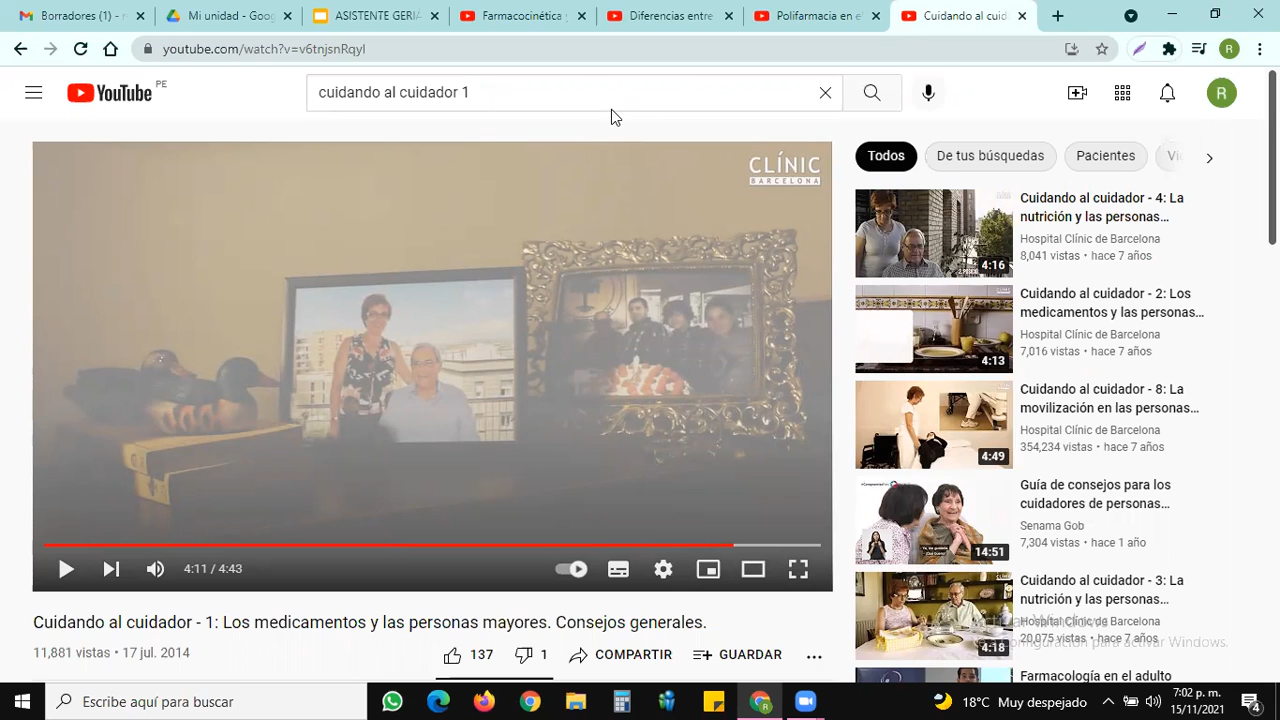 Borradores (31
Mi unidad - Goog
ASISTENTE GERIA
Farmacocinética y
Diferencias entre
Polifarmacia en e
Cuidando al cuid
youtube.com/watch?v=v6tnjsnRqyI
R
YouTube PE
cuidando al cuidador 1
R
CLÍNIC
BARCELONA
4:11 / 4:43
Cuidando al cuidador - 1: Los medicamentos y las personas mayores. Consejos generales.
11,881 vistas • 17 jul. 2014
137
1
COMPARTIR
GUARDAR
Todos
De tus búsquedas
Pacientes
Cuidando al cuidador - 4: La
nutrición y las personas…
Hospital Clínic de Barcelona
8,041 vistas • hace 7 años
4:16
Cuidando al cuidador - 2: Los
medicamentos y las personas…
Hospital Clínic de Barcelona
7,016 vistas • hace 7 años
4:13
Cuidando al cuidador - 8: La
movilización en las personas…
Hospital Clínic de Barcelona
354,234 vistas • hace 7 años
4:49
Guía de consejos para los
cuidadores de personas…
Senama Gob
7,304 vistas • hace 1 año
14:51
Cuidando al cuidador - 3: La
nutrición y las personas…
Hospital Clínic de Barcelona
20,075 vistas • hace 7 años
4:18
Farmacología en el adulto
Windows
configuración para activar Windows.
Escribe aquí para buscar
18°C Muy despejado
7:02 p. m.
15/11/2021
4